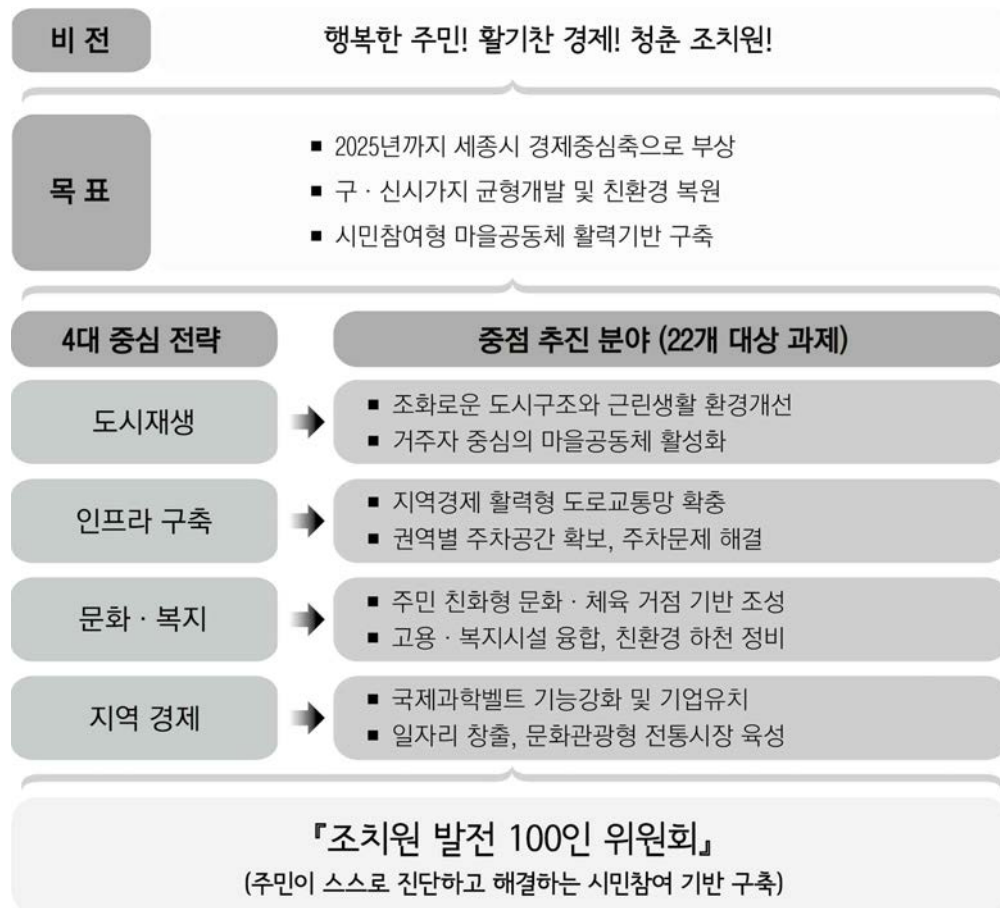 비 전
행복한 주민! 활기찬 경제! 청춘 조치원!
목 표
▪ 2025년까지 세종시 경제중심축으로 부상
▪ 구 · 신시가지 균형개발 및 친환경 복원
▪ 시민참여형 마을공동체 활력기반 구축
4대 중심 전략
중점 추진 분야 (22개 대상 과제)
도시재생
▪ 조화로운 도시구조와 근린생활 환경개선
▪ 거주자 중심의 마을공동체 활성화
인프라 구축
▪ 지역경제 활력형 도로교통망 확충
▪ 권역별 주차공간 확보, 주차문제 해결
문화 · 복지
▪ 주민 친화형 문화 · 체육 거점 기반 조성
▪ 고용 · 복지시설 융합, 친환경 하천 정비
지역 경제
▪ 국제과학벨트 기능강화 및 기업유치
▪ 일자리 창출, 문화관광형 전통시장 육성
『조치원 발전 100인 위원회』
(주민이 스스로 진단하고 해결하는 시민참여 기반 구축)